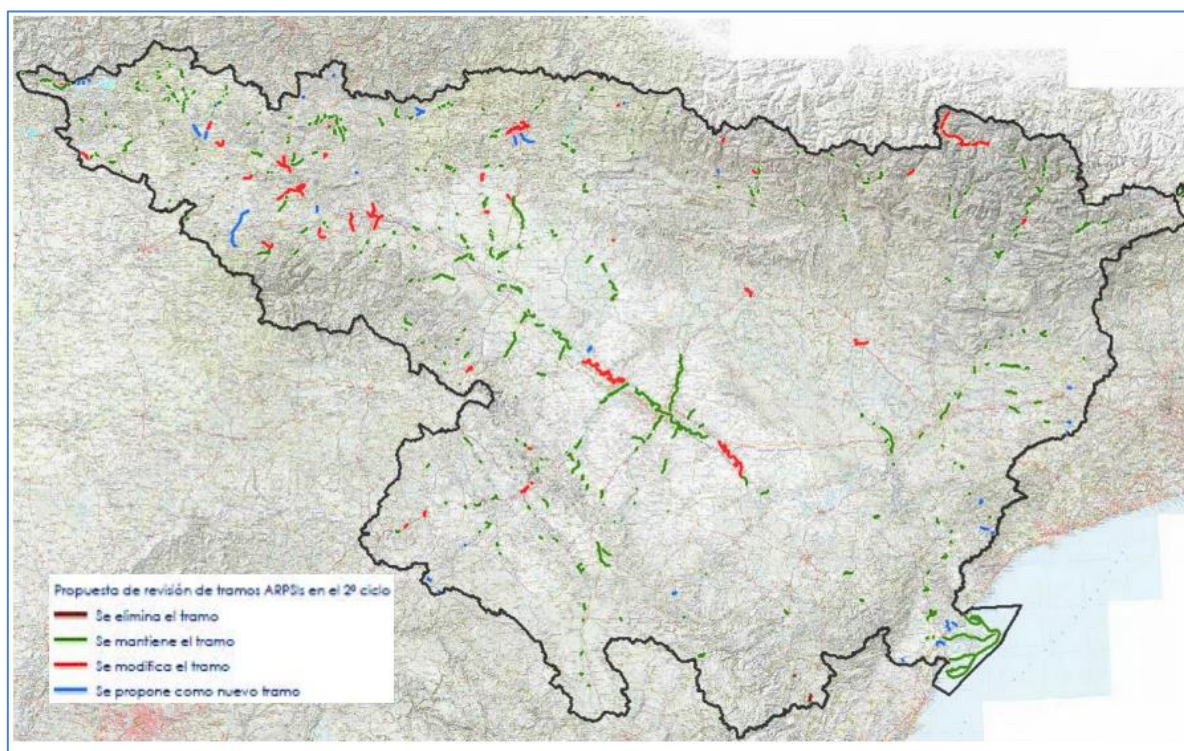 Propuesta de revisión de tramos ARPSIs en el 2º ciclo
Se elimina el tramo
Se mantiene el tramo
Se modifica el tramo
Se propone como nuevo tramo